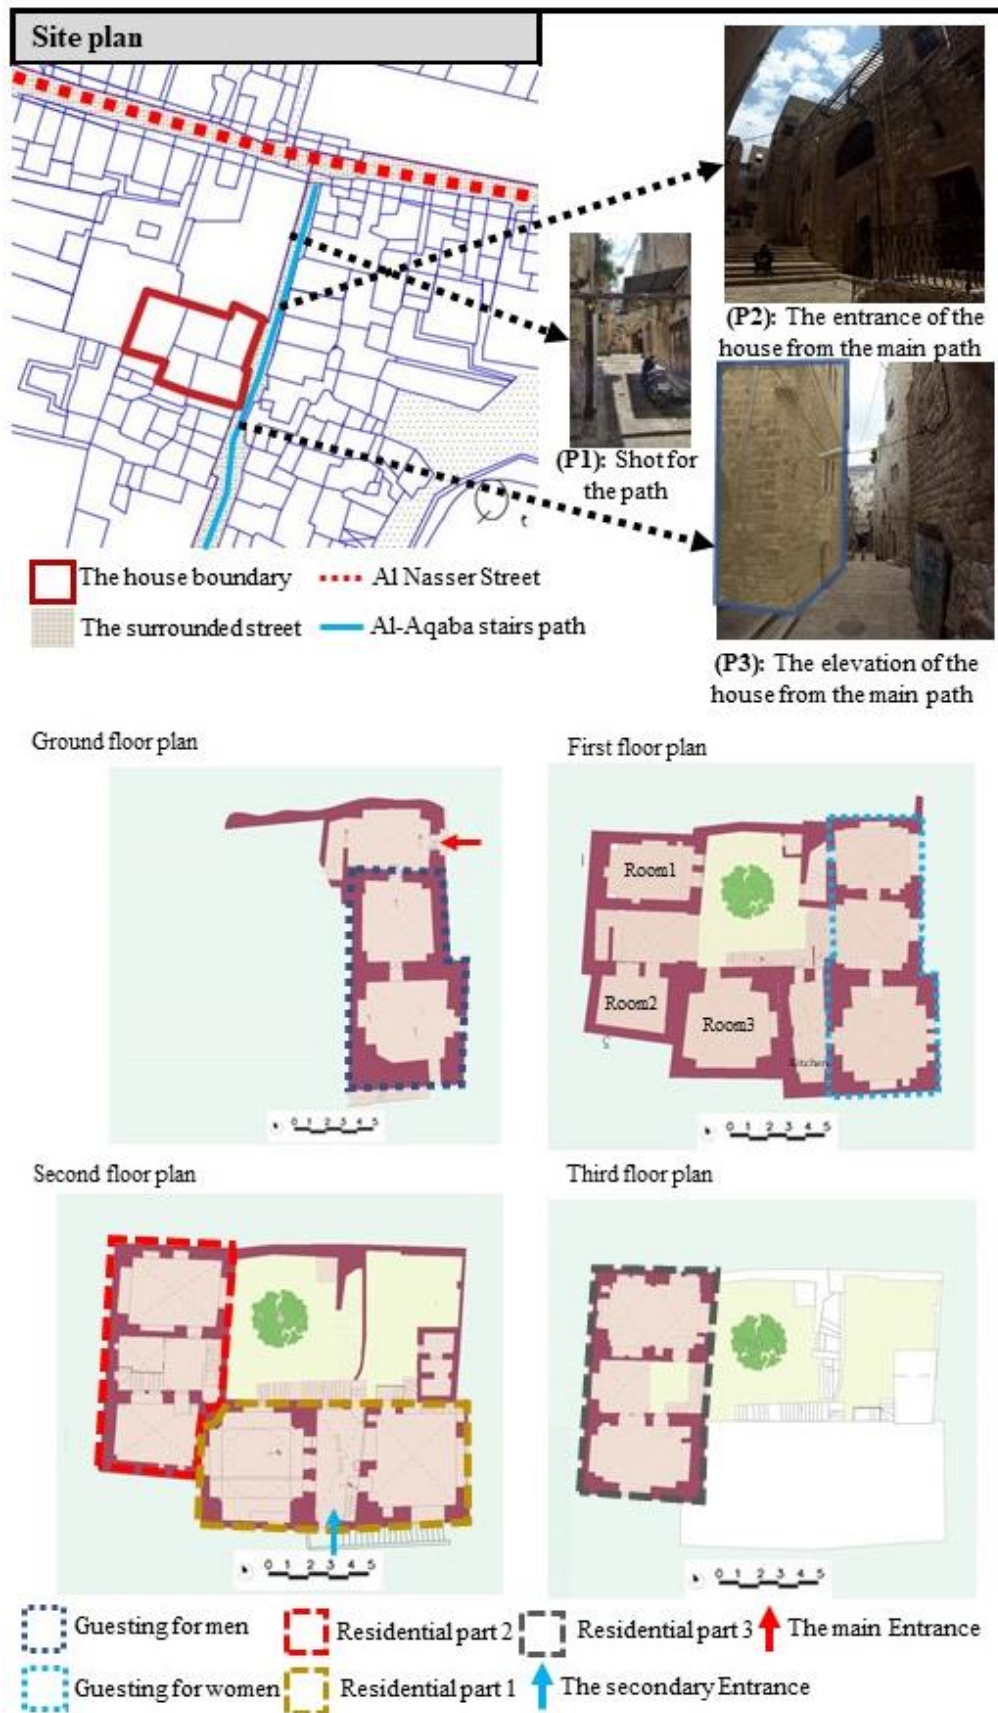 Site plan
(P2): The entrance of the
house from the main path
(P1): Shot for
the path
(P3): The elevation of the
house from the main path
The house boundary
Al Nasser Street
The surrounded street
Al-Aqaba stairs path
Ground floor plan
First floor plan
Room1
Room2
Room3
Kitchen
0 1 2 3 4 5
0 1 2 3 4 5
Second floor plan
Third floor plan
0 1 2 3 4 5
0 1 2 3 4 5
Guesting for men
Residential part 2
Residential part 3
The main Entrance
Guesting for women
Residential part 1
The secondary Entrance